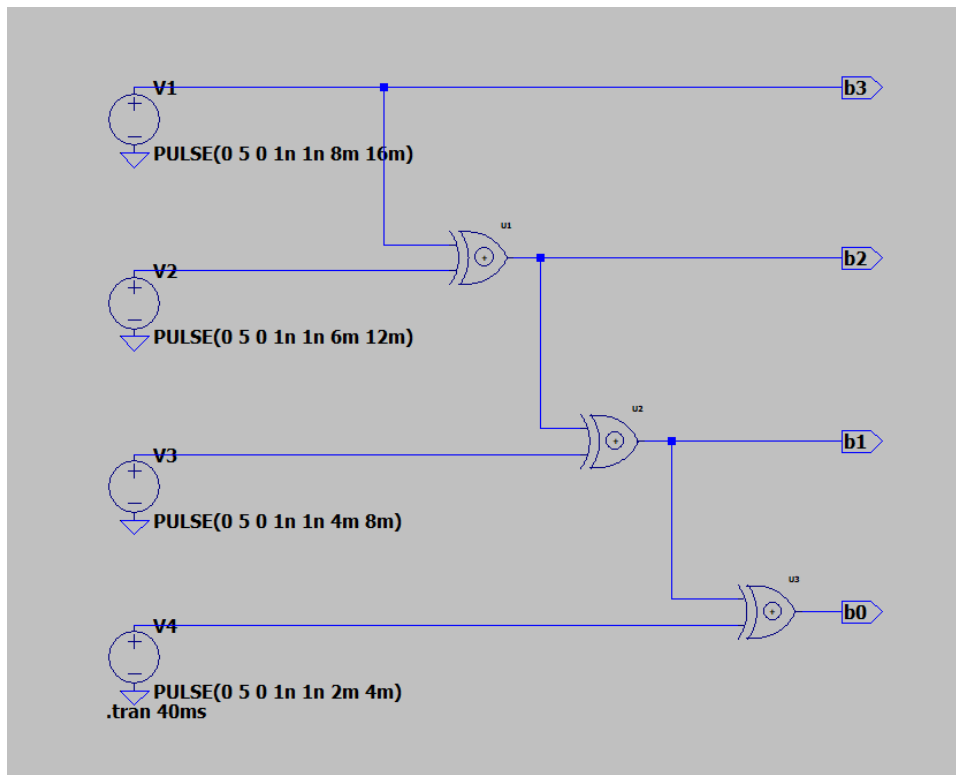 V1
b3
PULSE(0 5 0 1n 1n 8m 16m)
U1
b2
V2
PULSE(0 5 0 1n 1n 6m 12m)
U2
b1
V3
PULSE(0 5 0 1n 1n 4m 8m)
U3
b0
V4
PULSE(0 5 0 1n 1n 2m 4m)
.tran 40ms